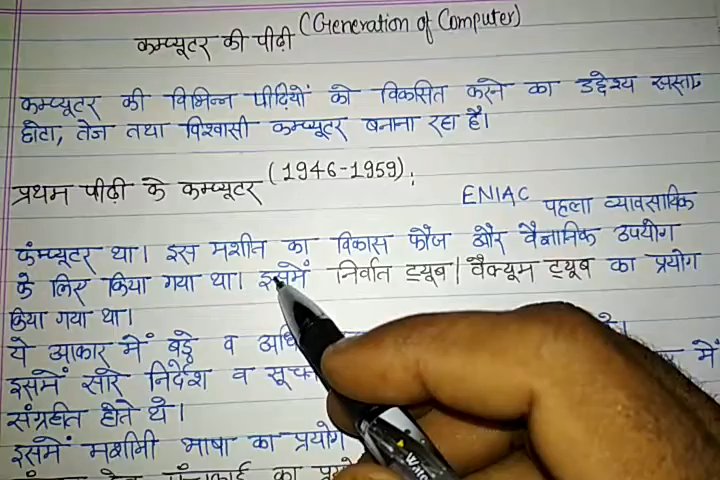 कम्प्यूटर की पीढ़ी (Generation of Computer)
कम्प्यूटर की विभिन्न पीढ़ियों को विकसित करने का उद्देश्य सस्ता,
छोटा, तेज तथा विश्वासी कम्प्यूटर बनाना रहा है।
प्रथम पीढ़ी के कम्प्यूटर (1946-1959):
ENIAC पहला व्यावसायिक
कंम्प्यूटर था। इस मशीन का विकास फौज और वैज्ञानिक उपयोग
के लिए किया गया था। इसमें निर्वात ट्यूब/वैक्यूम ट्यूब का प्रयोग
किया गया था।
ये आकार में बड़े व
इसमें सारे निर्देश व में
संग्रहीत होते थे।
इसमें मशीनी भाषा का प्रयोग
का